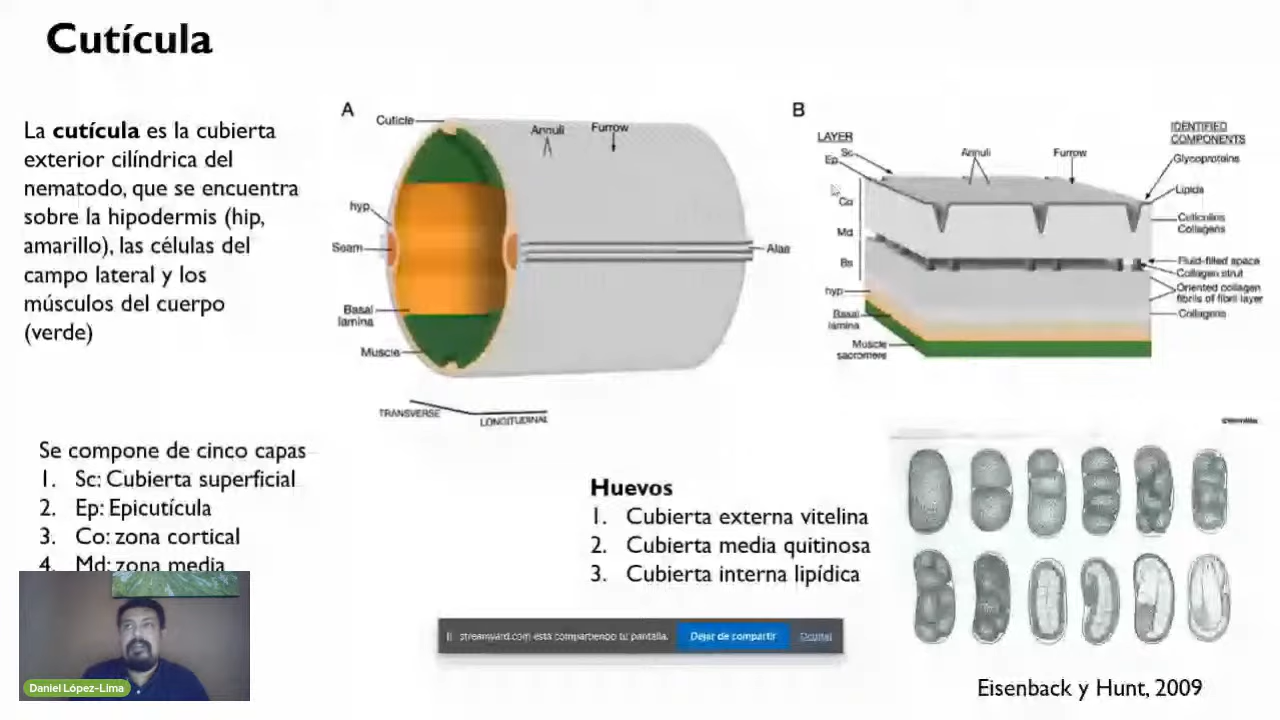 Cutícula
La cutícula es la cubierta
exterior cilíndrica del
nematodo, que se encuentra
sobre la hipodermis (hip,
amarillo), las células del
campo lateral y los
músculos del cuerpo
(verde)
A
Cuticle
Annuli
Furrow
hyp
Seam
Alae
Basal
lamina
Muscle
TRANSVERSE
LONGITUDINAL
B
LAYER
Sc
Ep
Co
Md
Bs
hyp
Basal
lamina
Muscle
sacromere
Annuli
Furrow
IDENTIFIED
COMPONENTS
Glycoproteins
Lipids
Cuticulins
Collagens
Fluid-filled space
Collagen strut
Oriented collagen
fibrils of fibril layer
Collagens
Se compone de cinco capas
1. Sc: Cubierta superficial
2. Ep: Epicutícula
3. Co: zona cortical
4. Md: zona media
Huevos
1. Cubierta externa vitelina
2. Cubierta media quitinosa
3. Cubierta interna lipídica
streamyard.com está compartiendo tu pantalla.
Dejar de compartir
Ocultar
Daniel López-Lima
Eisenback y Hunt, 2009